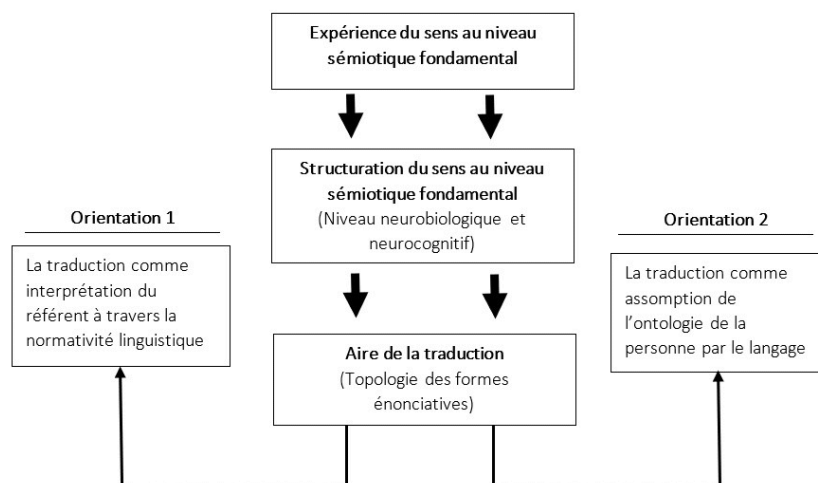 Expérience du sens au niveau
sémiotique fondamental
Structuration du sens au niveau
sémiotique fondamental
(Niveau neurobiologique et
neurocognitif)
Orientation 1
La traduction comme
interprétation du
référent à travers la
normativité linguistique
Orientation 2
La traduction comme
assomption de
l’ontologie de la
personne par le langage
Aire de la traduction
(Topologie des formes
énonciatives)